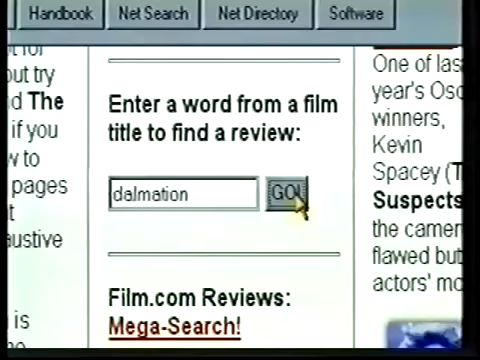 Handbook
Net Search
Net Directory
Software
out try
The
if you
to
pages
austive
is
Enter a word from a film
title to find a review:
dalmation
GO!
Film.com Reviews:
Mega-Search!
One of las
year's Osc
winners,
Kevin
Spacey (T
Suspects
the camer
flawed but
actors' mo